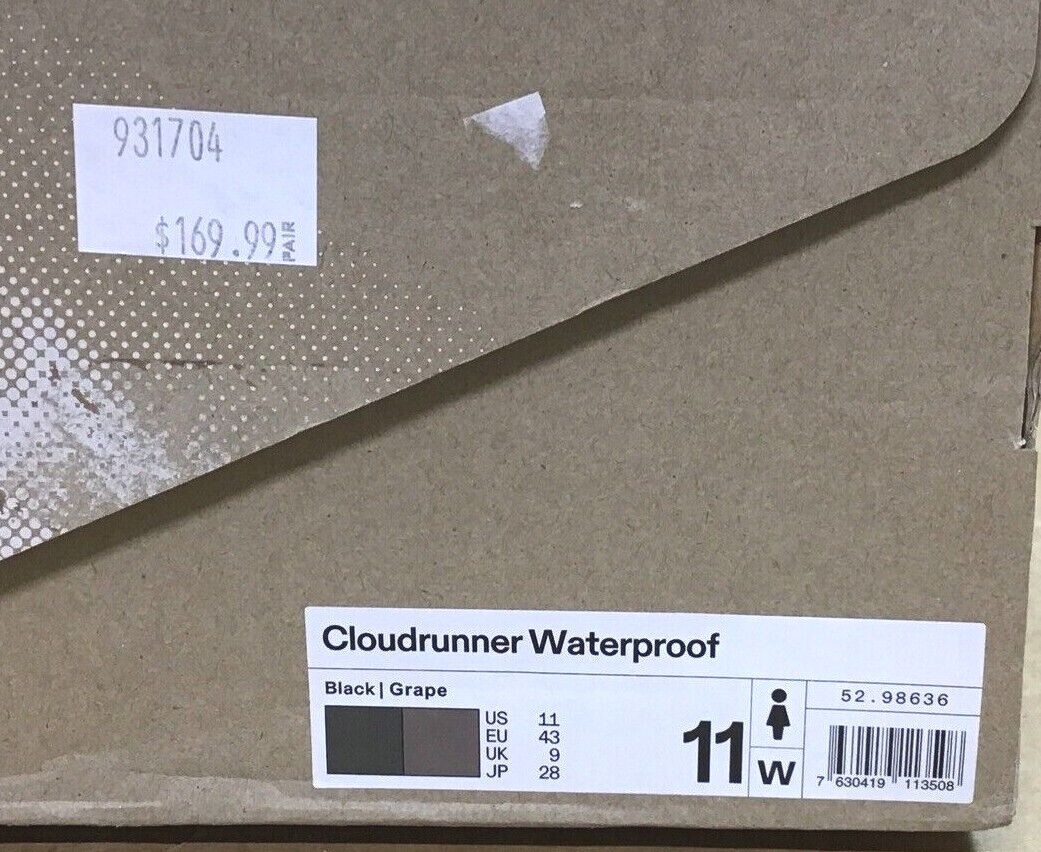 931704
$169.99 PAIR
Cloudrunner Waterproof
Black | Grape
US 11
EU 43
UK 9
JP 28
11
W
52.98636
7 630419 113508